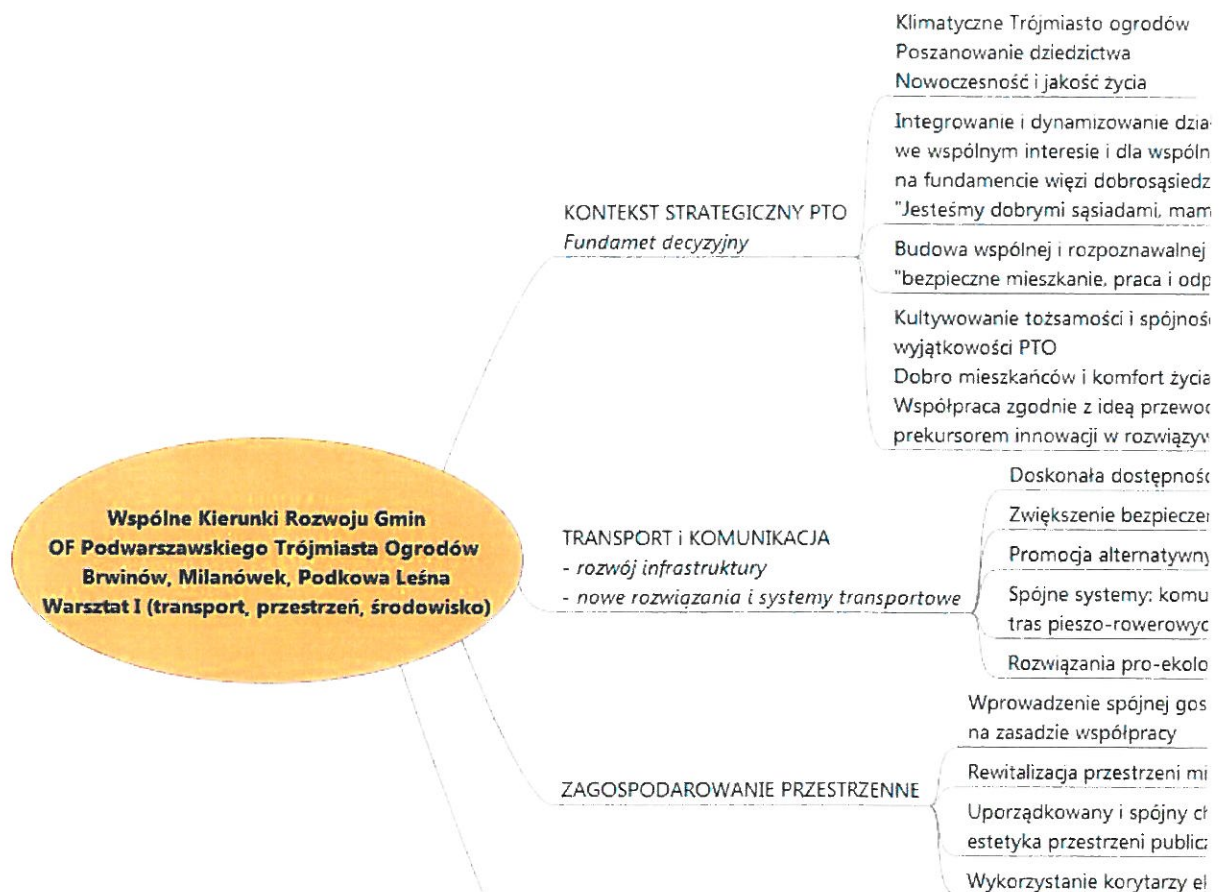 Klimatyczne Trójmiasto ogrodów
Poszanowanie dziedzictwa
Nowoczesność i jakość życia
Integrowanie i dynamizowanie
we wspólnym interesie i dla
na fundamencie więzi
"Jesteśmy dobrymi sąsiadami,
KONTEKST STRATEGICZNY PTO
Fundamet decyzyjny
Budowa wspólnej i rozpoznawalnej
"bezpieczne mieszkanie, praca i
Kultywowanie tożsamości i
wyjątkowości PTO
Dobro mieszkańców i komfort życia
Współpraca zgodnie z ideą
prekursorem innowacji w
Wspólne Kierunki Rozwoju Gmin
OF Podwarszawskiego Trójmiasta Ogrodów
Brwinów, Milanówek, Podkowa Leśna
Warsztat I (transport, przestrzeń, środowisko)
TRANSPORT i KOMUNIKACJA
- rozwój infrastruktury
- nowe rozwiązania i systemy transportowe
Doskonała
Zwiększenie
Promocja
Spójne systemy:
tras
Rozwiązania
ZAGOSPODAROWANIE PRZESTRZENNE
Wprowadzenie spójnej
na zasadzie współpracy
Rewitalizacja przestrzeni
Uporządkowany i spójny
estetyka przestrzeni
Wykorzystanie korytarzy